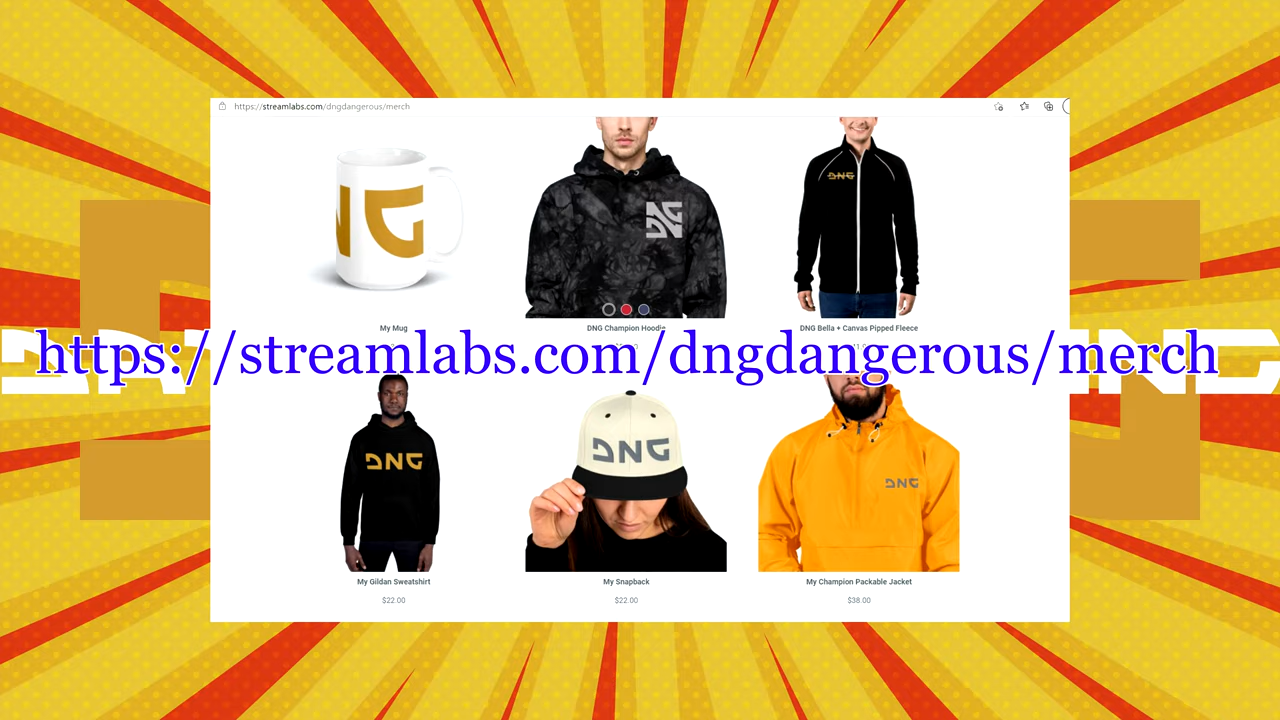 https://streamlabs.com/dngdangerous/merch
NG
DNG
DNG
My Mug
DNG Champion Hoodie
DNG Bella + Canvas Pipped Fleece
https://streamlabs.com/dngdangerous/merch
DNG
DNG
DNG
My Gildan Sweatshirt
My Snapback
My Champion Packable Jacket
$22.00
$22.00
$38.00